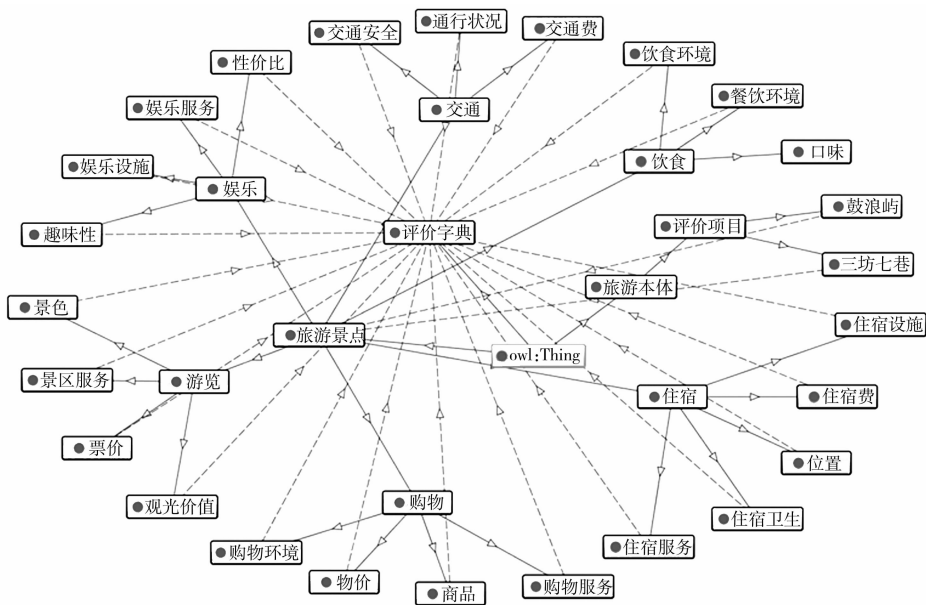 交通安全
通行状况
交通费
性价比
饮食环境
娱乐服务
交通
餐饮环境
娱乐设施
娱乐
饮食
口味
趣味性
评价字典
评价项目
鼓浪屿
三坊七巷
旅游本体
景色
旅游景点
owl:Thing
住宿设施
景区服务
游览
住宿
住宿费
票价
位置
观光价值
购物
住宿卫生
购物环境
住宿服务
物价
商品
购物服务